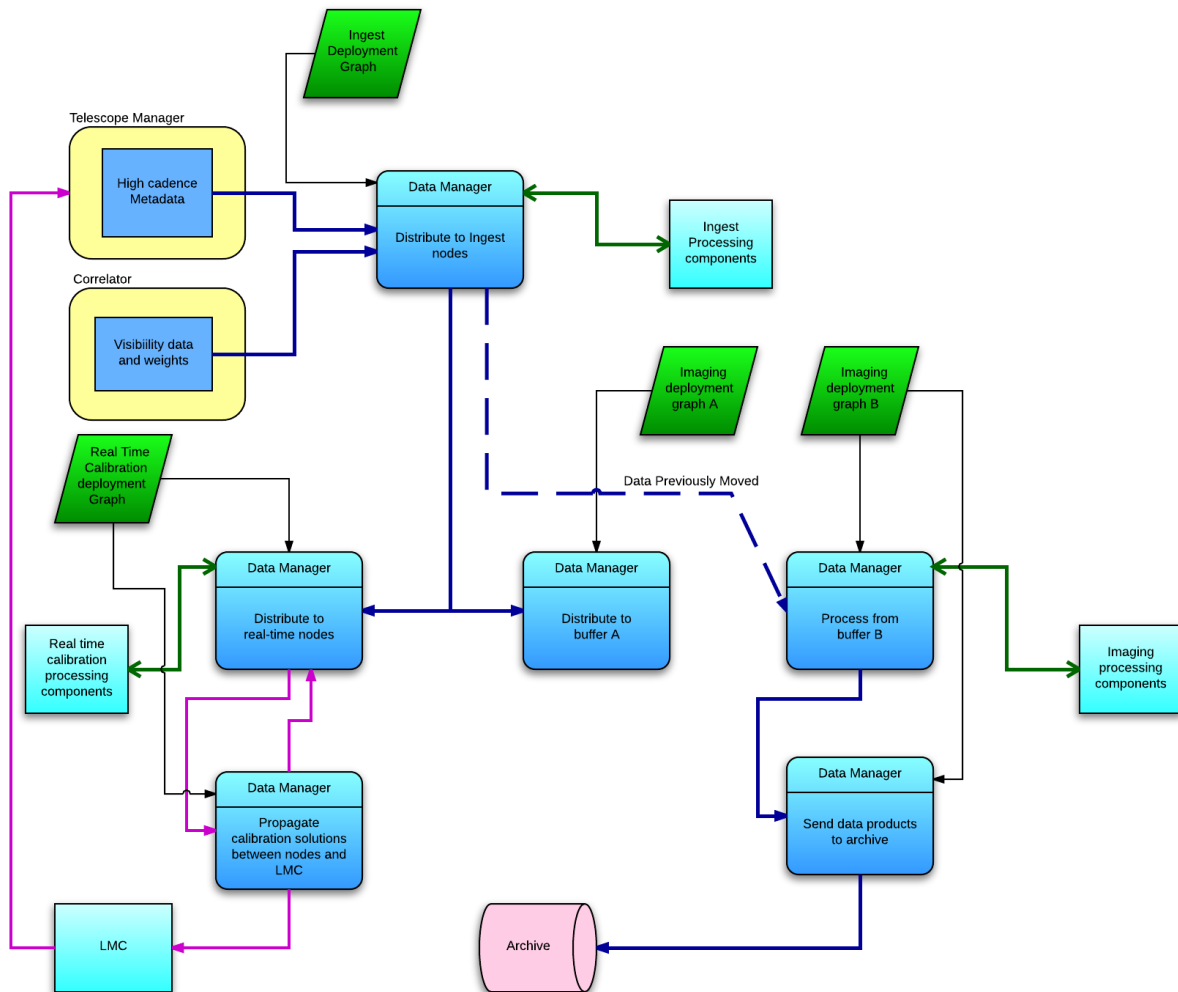 Ingest
Deployment
Graph
Telescope Manager
High cadence
Metadata
Data Manager
Distribute to Ingest
nodes
Ingest
Processing
components
Correlator
Visibiility data
and weights
Imaging
deployment
graph A
Imaging
deployment
graph B
Real Time
Calibration
deployment
Graph
Data Previously Moved
Data Manager
Distribute to
real-time nodes
Data Manager
Distribute to
buffer A
Data Manager
Process from
buffer B
Real time
calibration
processing
components
Imaging
processing
components
Data Manager
Propagate
calibration solutions
between nodes and
LMC
Data Manager
Send data products
to archive
LMC
Archive